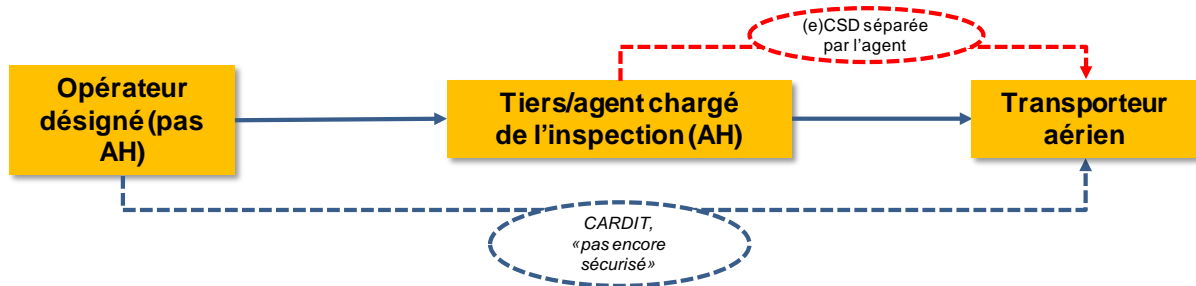 (e)CSD séparée
par l'agent
Opérateur
désigné (pas
AH)
Tiers/agent chargé
de l'inspection (AH)
Transporteur
aérien
CARDIT,
«pas encore
sécurisé»